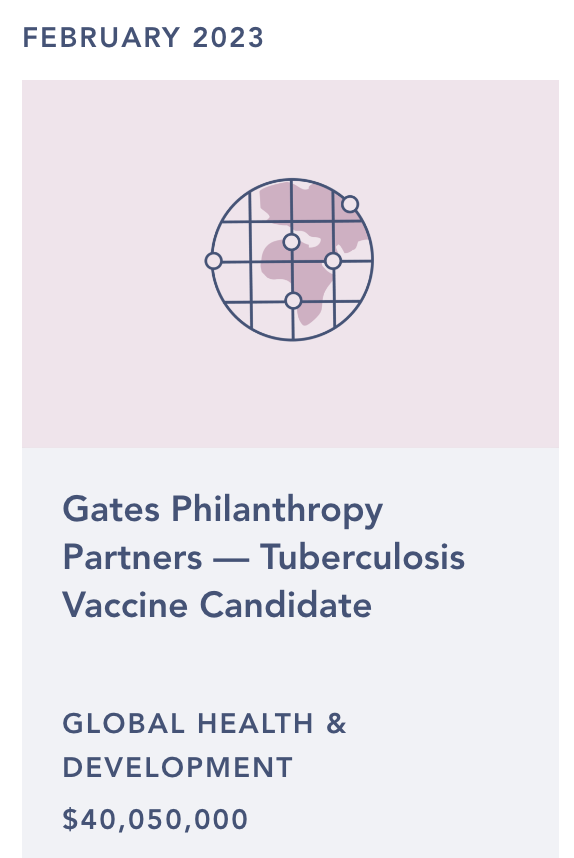 FEBRUARY 2023
Gates Philanthropy
Partners — Tuberculosis
Vaccine Candidate
GLOBAL HEALTH &
DEVELOPMENT
$40,050,000